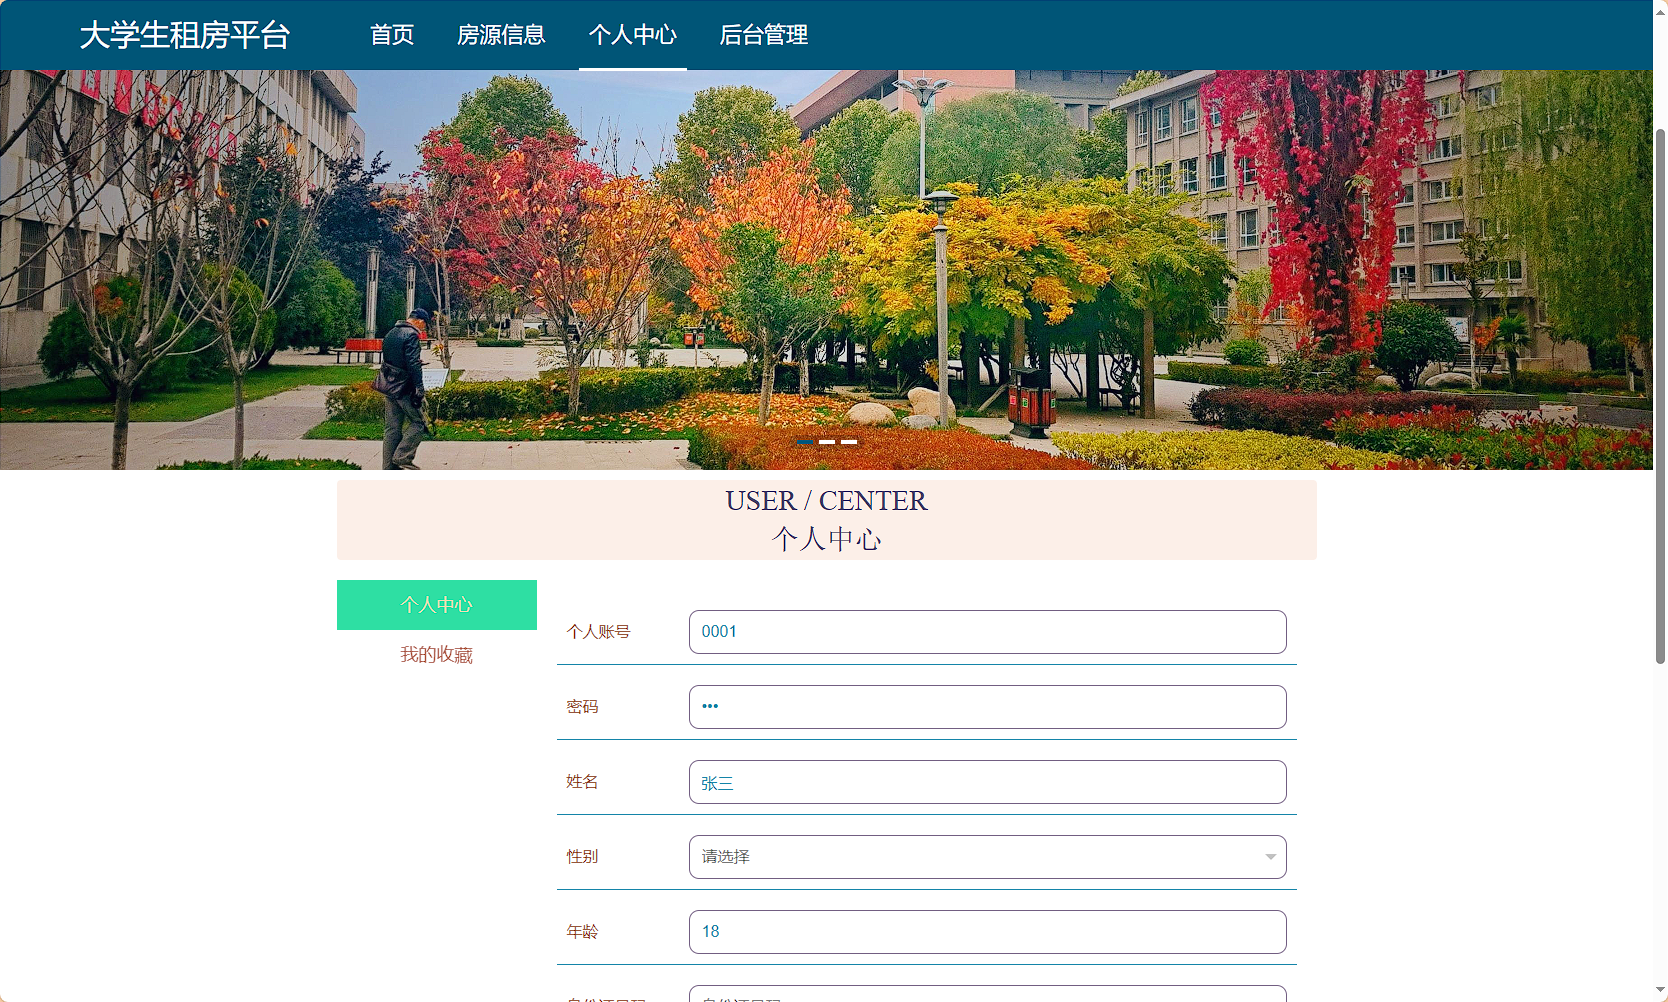 大学生租房平台
首页
房源信息
个人中心
后台管理
USER / CENTER
个人中心
个人中心
我的收藏
个人账号
0001
密码
•••
姓名
张三
性别
请选择
年龄
18